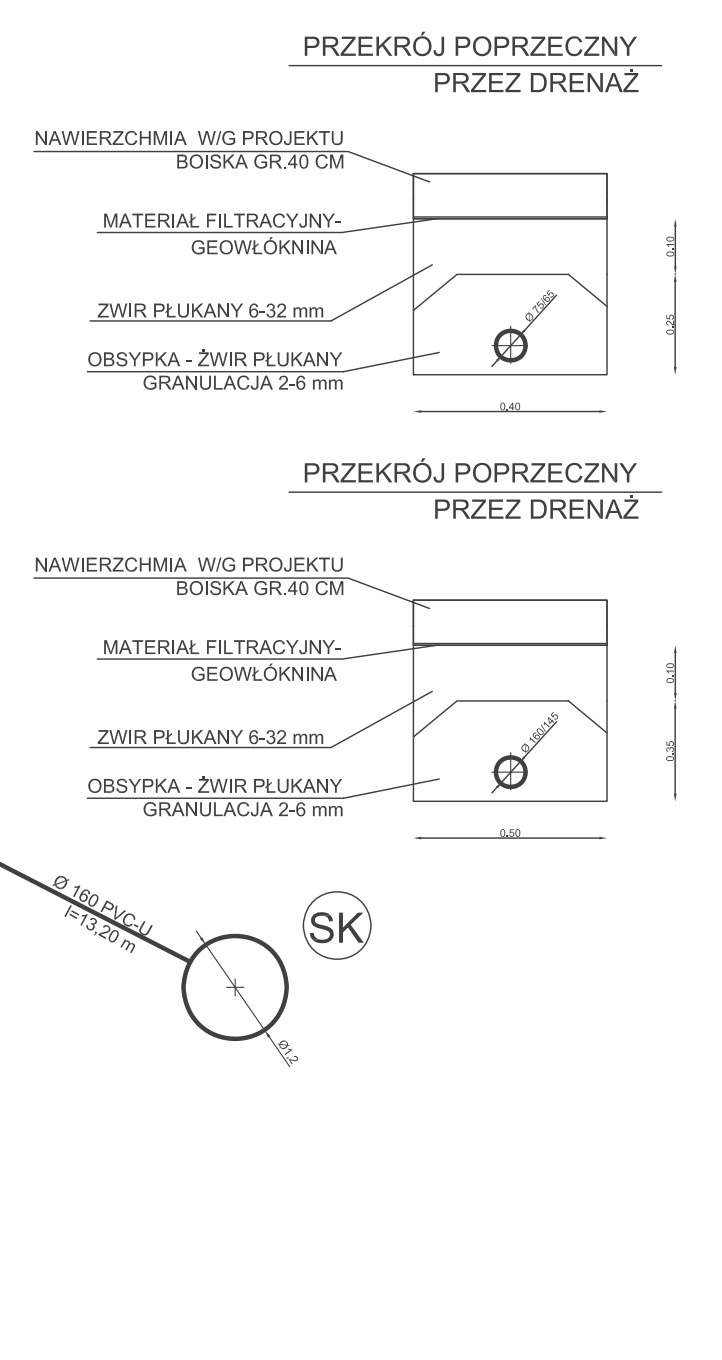 PRZEKRÓJ POPRZECZNY
PRZEZ DRENAŻ
NAWIERZCHMIA W/G PROJEKTU
BOISKA GR.40 CM
MATERIAŁ FILTRACYJNY-
GEOWŁÓKNINA
ZWIR PŁUKANY 6-32 mm
OBSYPKA - ŻWIR PŁUKANY
GRANULACJA 2-6 mm
Ø 75/65
0.10
0.25
0.40
PRZEKRÓJ POPRZECZNY
PRZEZ DRENAŻ
NAWIERZCHMIA W/G PROJEKTU
BOISKA GR.40 CM
MATERIAŁ FILTRACYJNY-
GEOWŁÓKNINA
ZWIR PŁUKANY 6-32 mm
OBSYPKA - ŻWIR PŁUKANY
GRANULACJA 2-6 mm
Ø 160/145
0.10
0.35
0.50
Ø 160 PVC-U
l=13,20 m
SK
Ø1,2